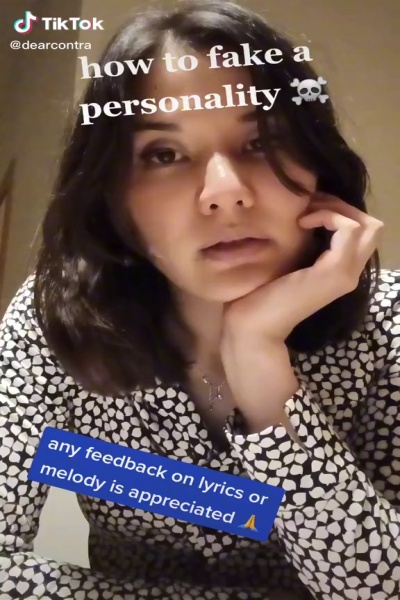 TikTok
@dearcontra
how to fake a
personality ☠️
any feedback on lyrics or
melody is appreciated 🙏